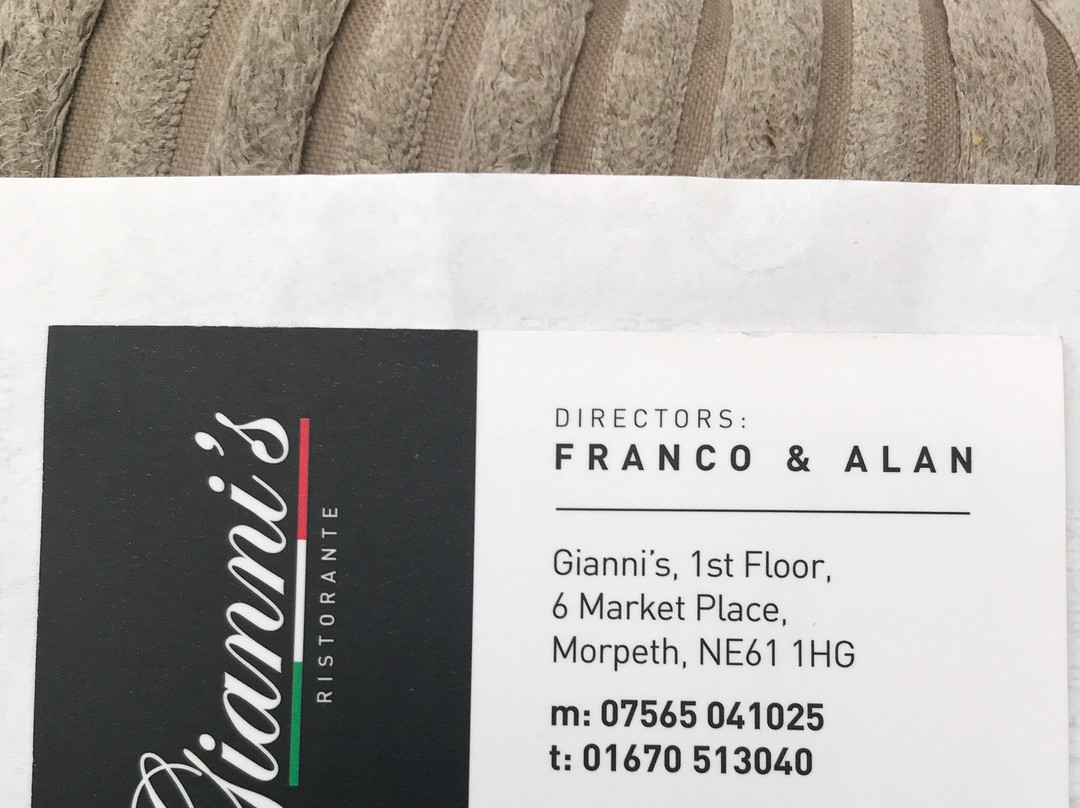 Gianni's
RISTORANTE
DIRECTORS:
FRANCO & ALAN
Gianni's, 1st Floor,
6 Market Place,
Morpeth, NE61 1HG
m: 07565 041025
t: 01670 513040